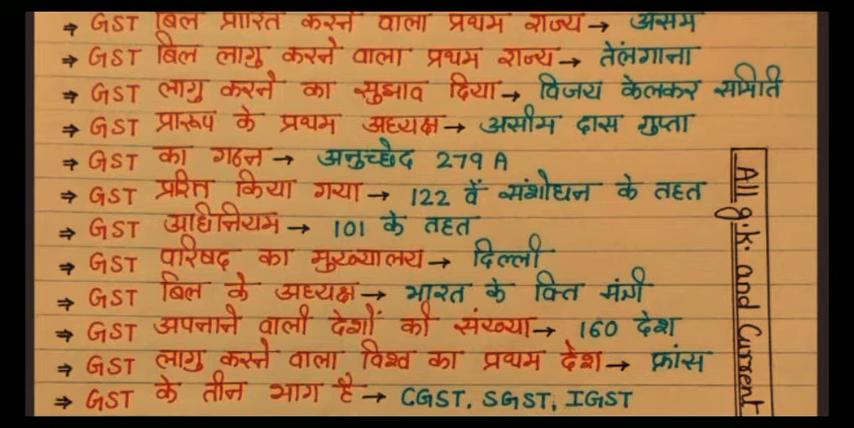 ⇒ GST बिल प्रारित करने वाला प्रथम राज्य → असम
⇒ GST बिल लागु करने वाला प्रथम राज्य → तेलंगाना
⇒ GST लागु करने का सुझाव दिया → विजय केलकर समिति
⇒ GST प्रारूप के प्रथम अध्यक्ष → असीम दास गुप्ता
⇒ GST का गठन → अनुच्छेद 279 A
⇒ GST प्ररित किया गया → 122 वें संशोधन के तहत
⇒ GST अधिनियम → 101 के तहत
⇒ GST परिषद का मुख्यालय → दिल्ली
⇒ GST बिल के अध्यक्ष → भारत के वित मंत्री
⇒ GST अपनाने वाली देशों की संख्या → 160 देश
⇒ GST लागु करने वाला विश्व का प्रथम देश → फ्रांस
⇒ GST के तीन भाग है → CGST, SGST, IGST
All g.k. and Current